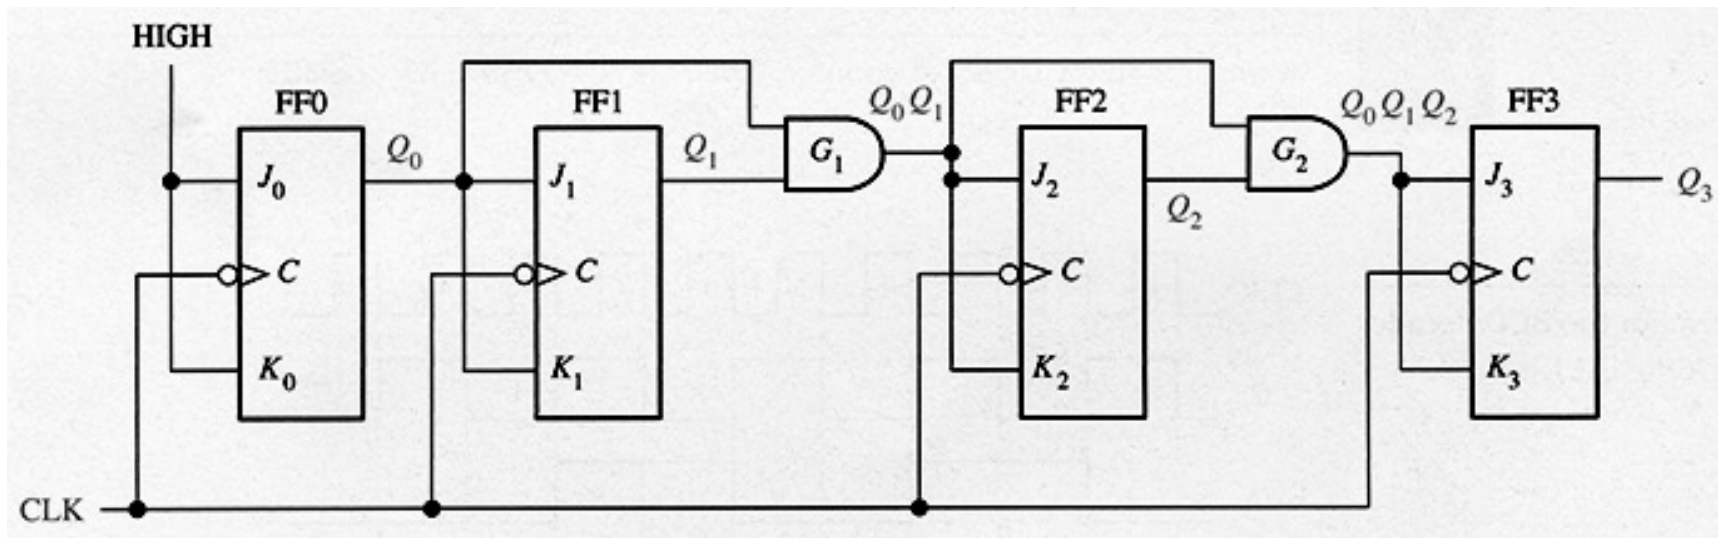 HIGH
FF0
FF1
FF2
FF3
Q₀
Q₁
Q₀Q₁
Q₂
Q₀Q₁Q₂
Q₃
J₀
J₁
G₁
J₂
G₂
J₃
C
C
C
C
K₀
K₁
K₂
K₃
CLK